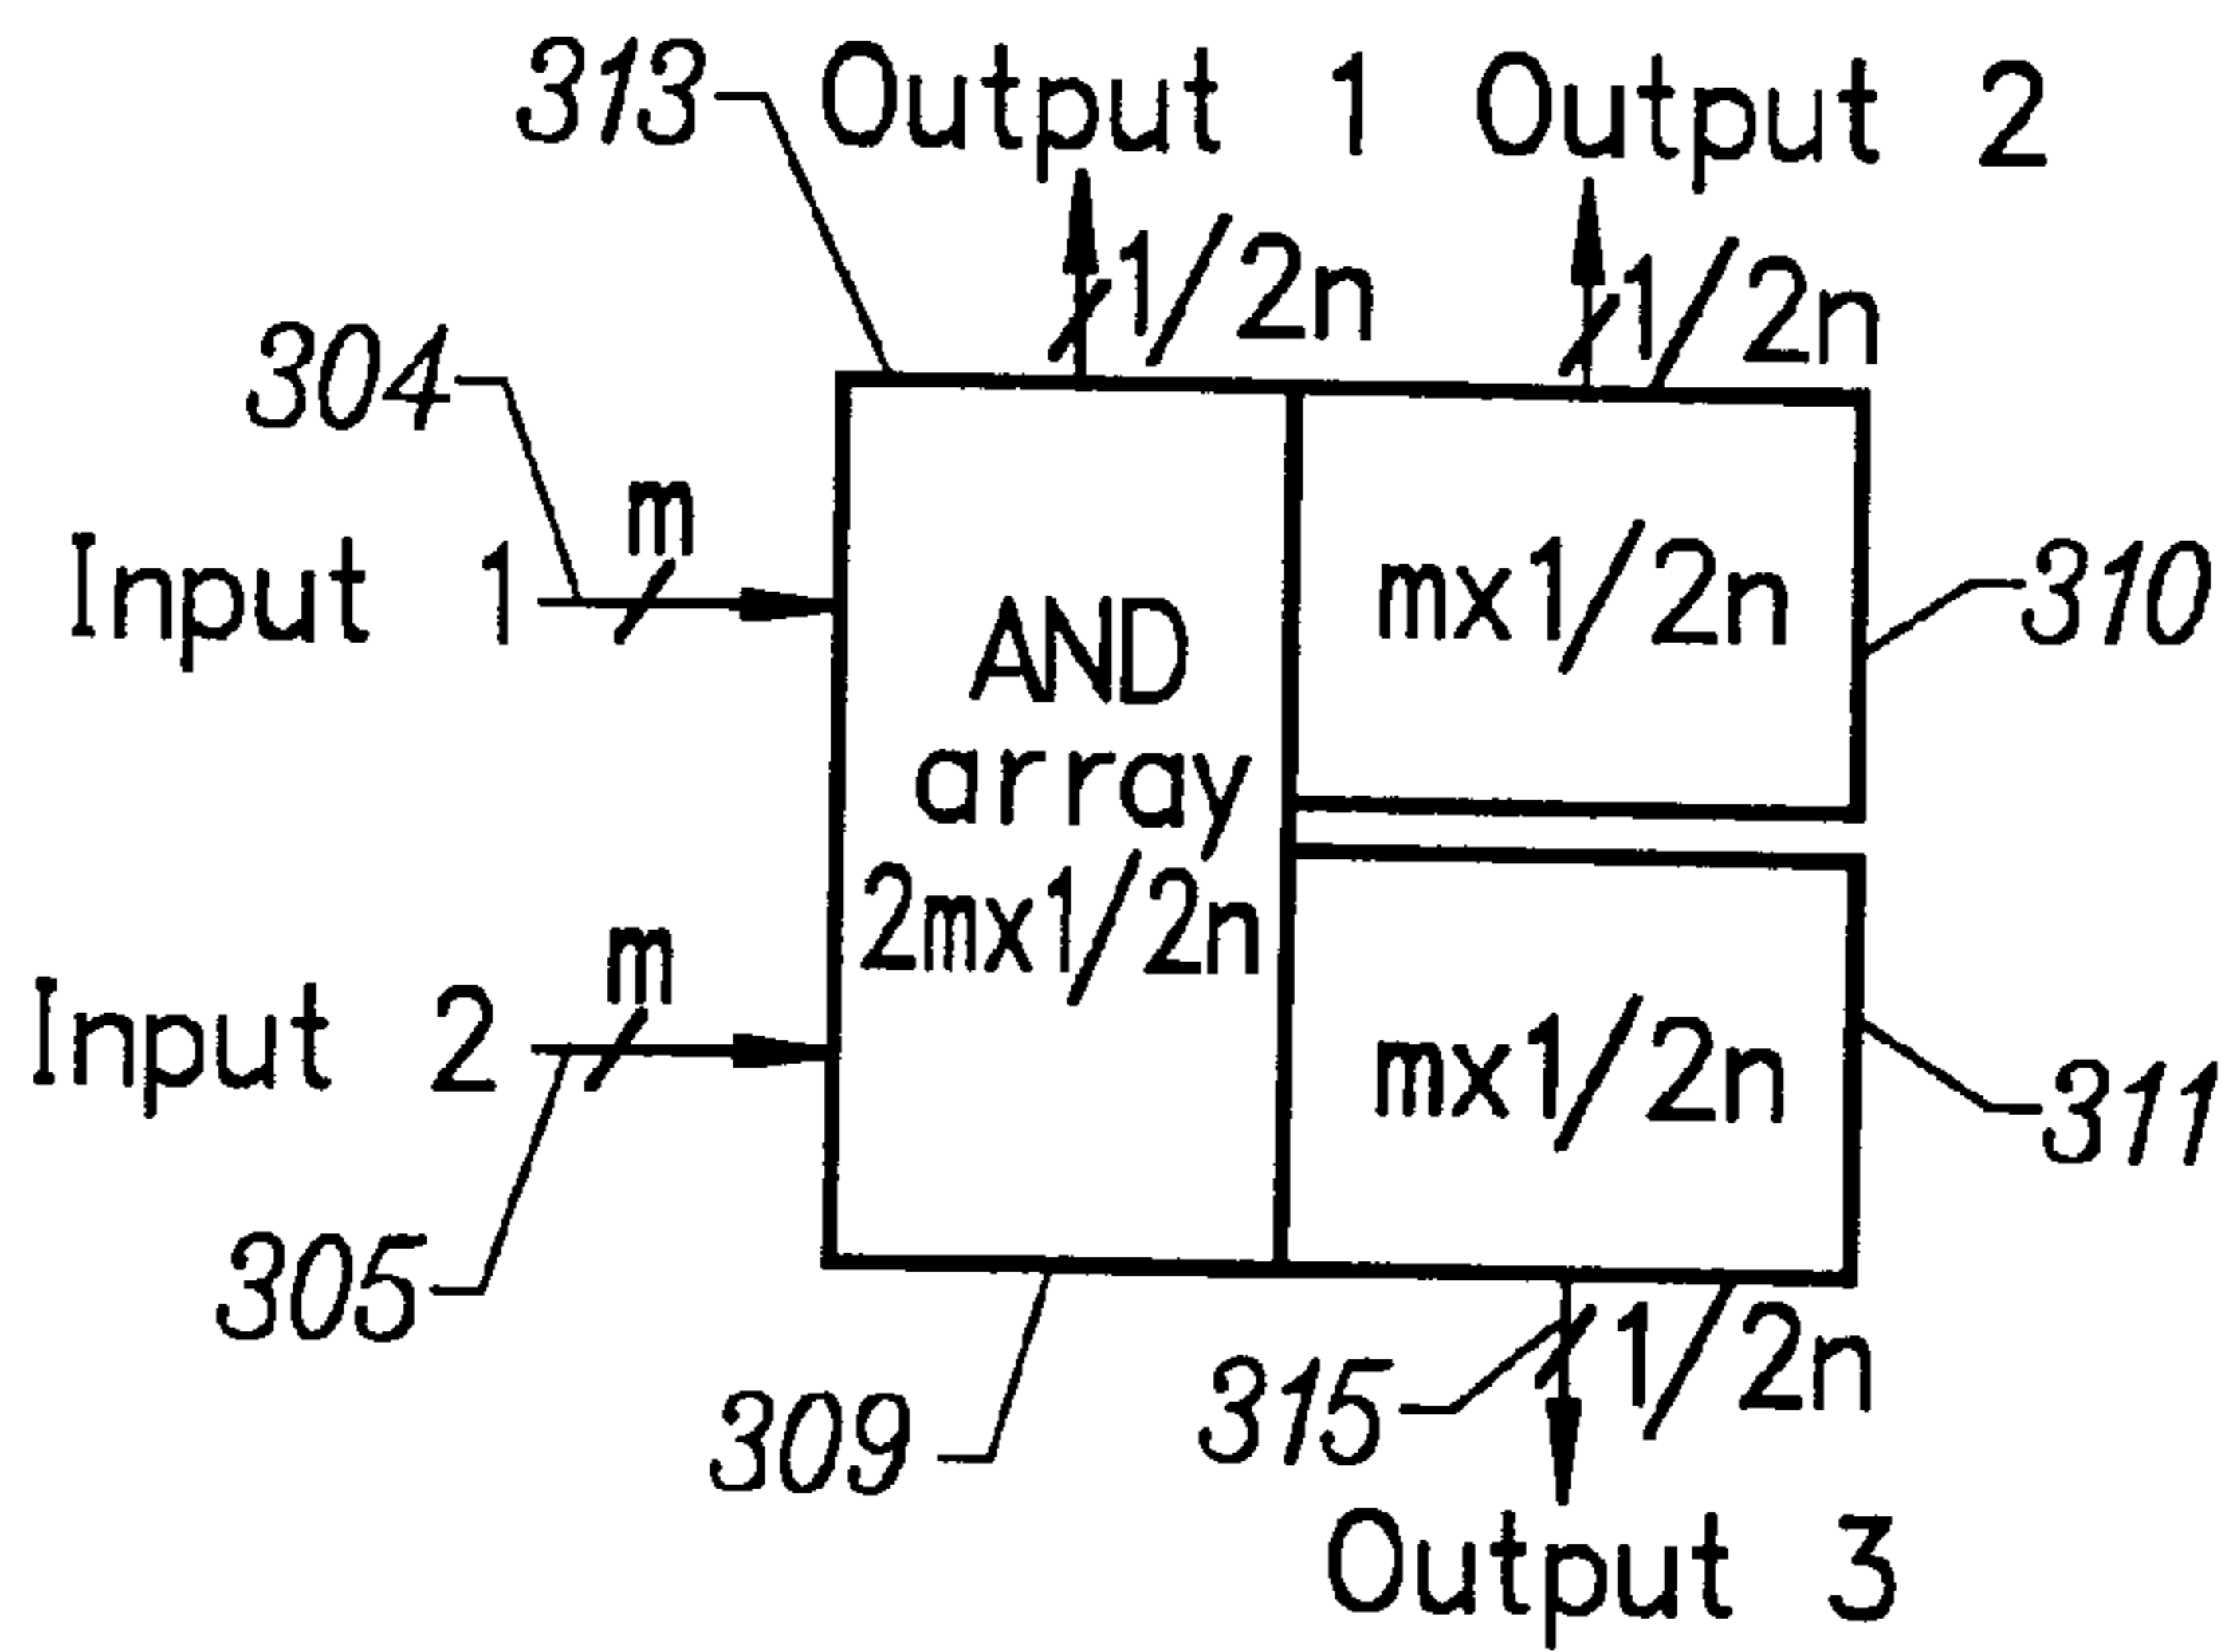 313 Output 1 Output 2
1/2n 1/2n
304
m
Input 1
AND
array
2mx1/2n
mx1/2n
310
m
Input 2
mx1/2n
311
305
309
315
1/2n
Output 3